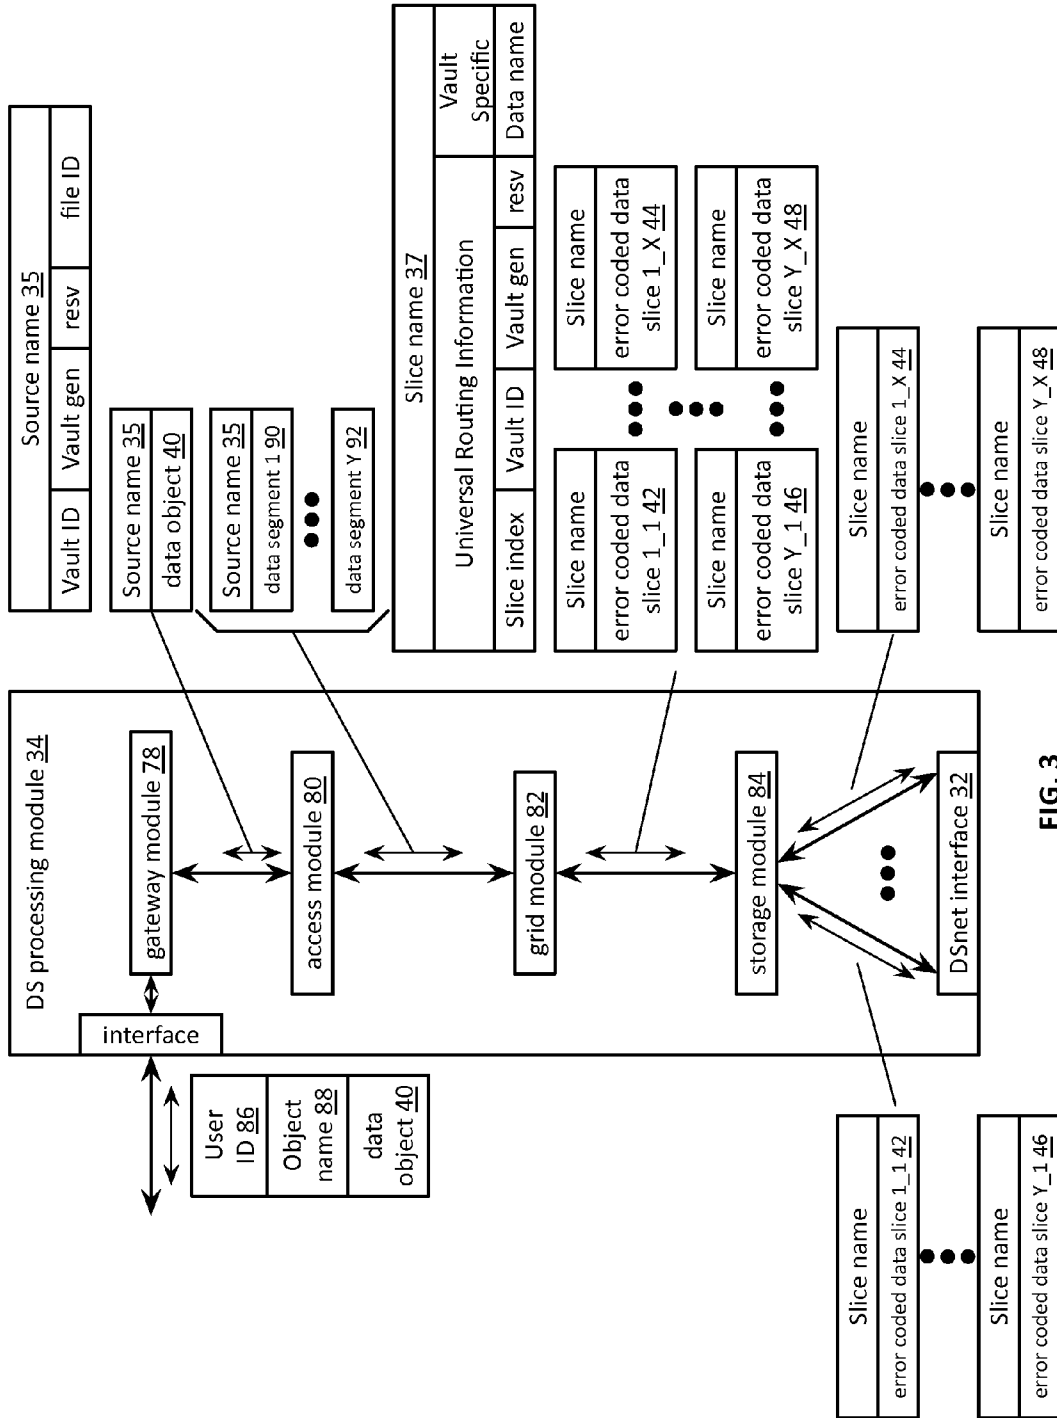 DS processing module 34
interface
gateway module 78
access module 80
grid module 82
storage module 84
DSnet interface 32
User
ID 86
Object
name 88
data
object 40
Source name 35
Vault ID
Vault gen
resv
file ID
Source name 35
data object 40
Source name 35
data segment 1 90
data segment Y 92
Slice name 37
Universal Routing Information
Vault
Specific
Slice index
Vault ID
Vault gen
resv
Data name
Slice name
error coded data
slice 1_1 42
Slice name
error coded data
slice 1_X 44
Slice name
error coded data
slice Y_1 46
Slice name
error coded data
slice Y_X 48
Slice name
error coded data slice 1_1 42
Slice name
error coded data slice Y_1 46
Slice name
error coded data slice 1_X 44
Slice name
error coded data slice Y_X 48
FIG. 3